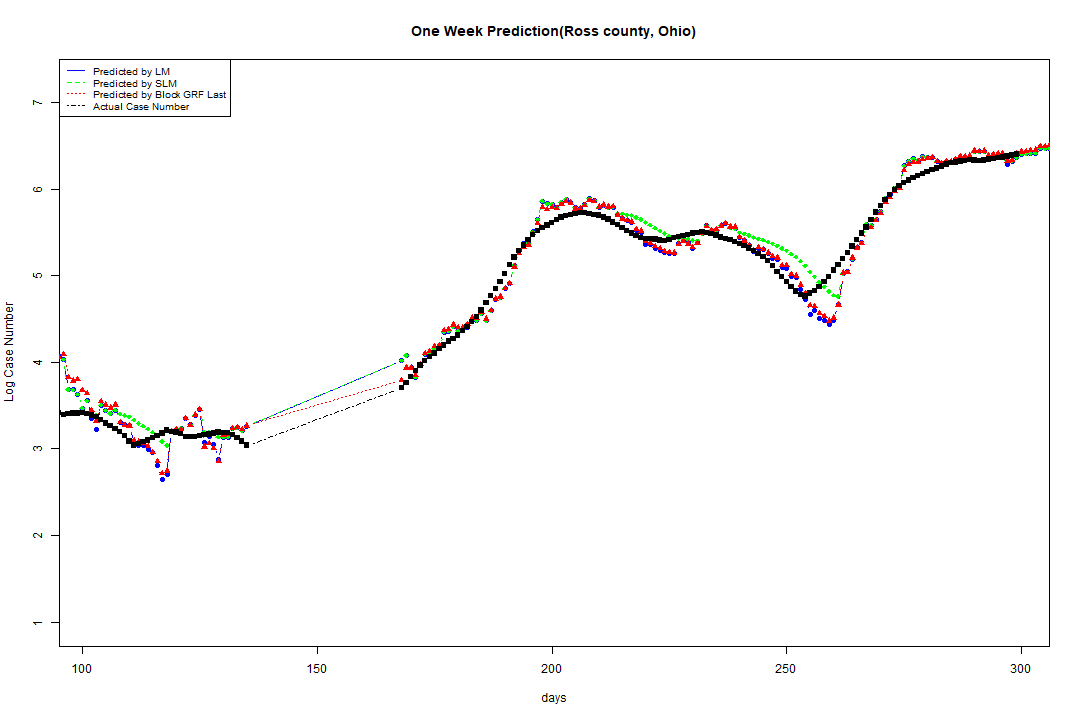 One Week Prediction(Ross county, Ohio)
Predicted by LM
Predicted by SLM
Predicted by Block GRF Last
Actual Case Number
7
6
5
4
3
2
1
Log Case Number
100 150 200 250 300
days